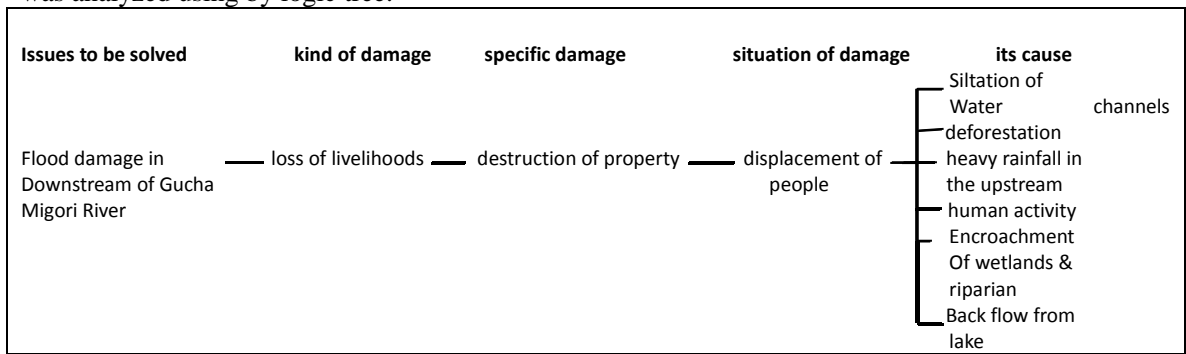 was analyzed using by logic tree.
Issues to be solved kind of damage specific damage situation of damage its cause
Siltation of
Water channels
deforestation
Flood damage in loss of livelihoods destruction of property displacement of heavy rainfall in
Downstream of Gucha people the upstream
Migori River human activity
Encroachment
Of wetlands &
riparian
Back flow from
lake